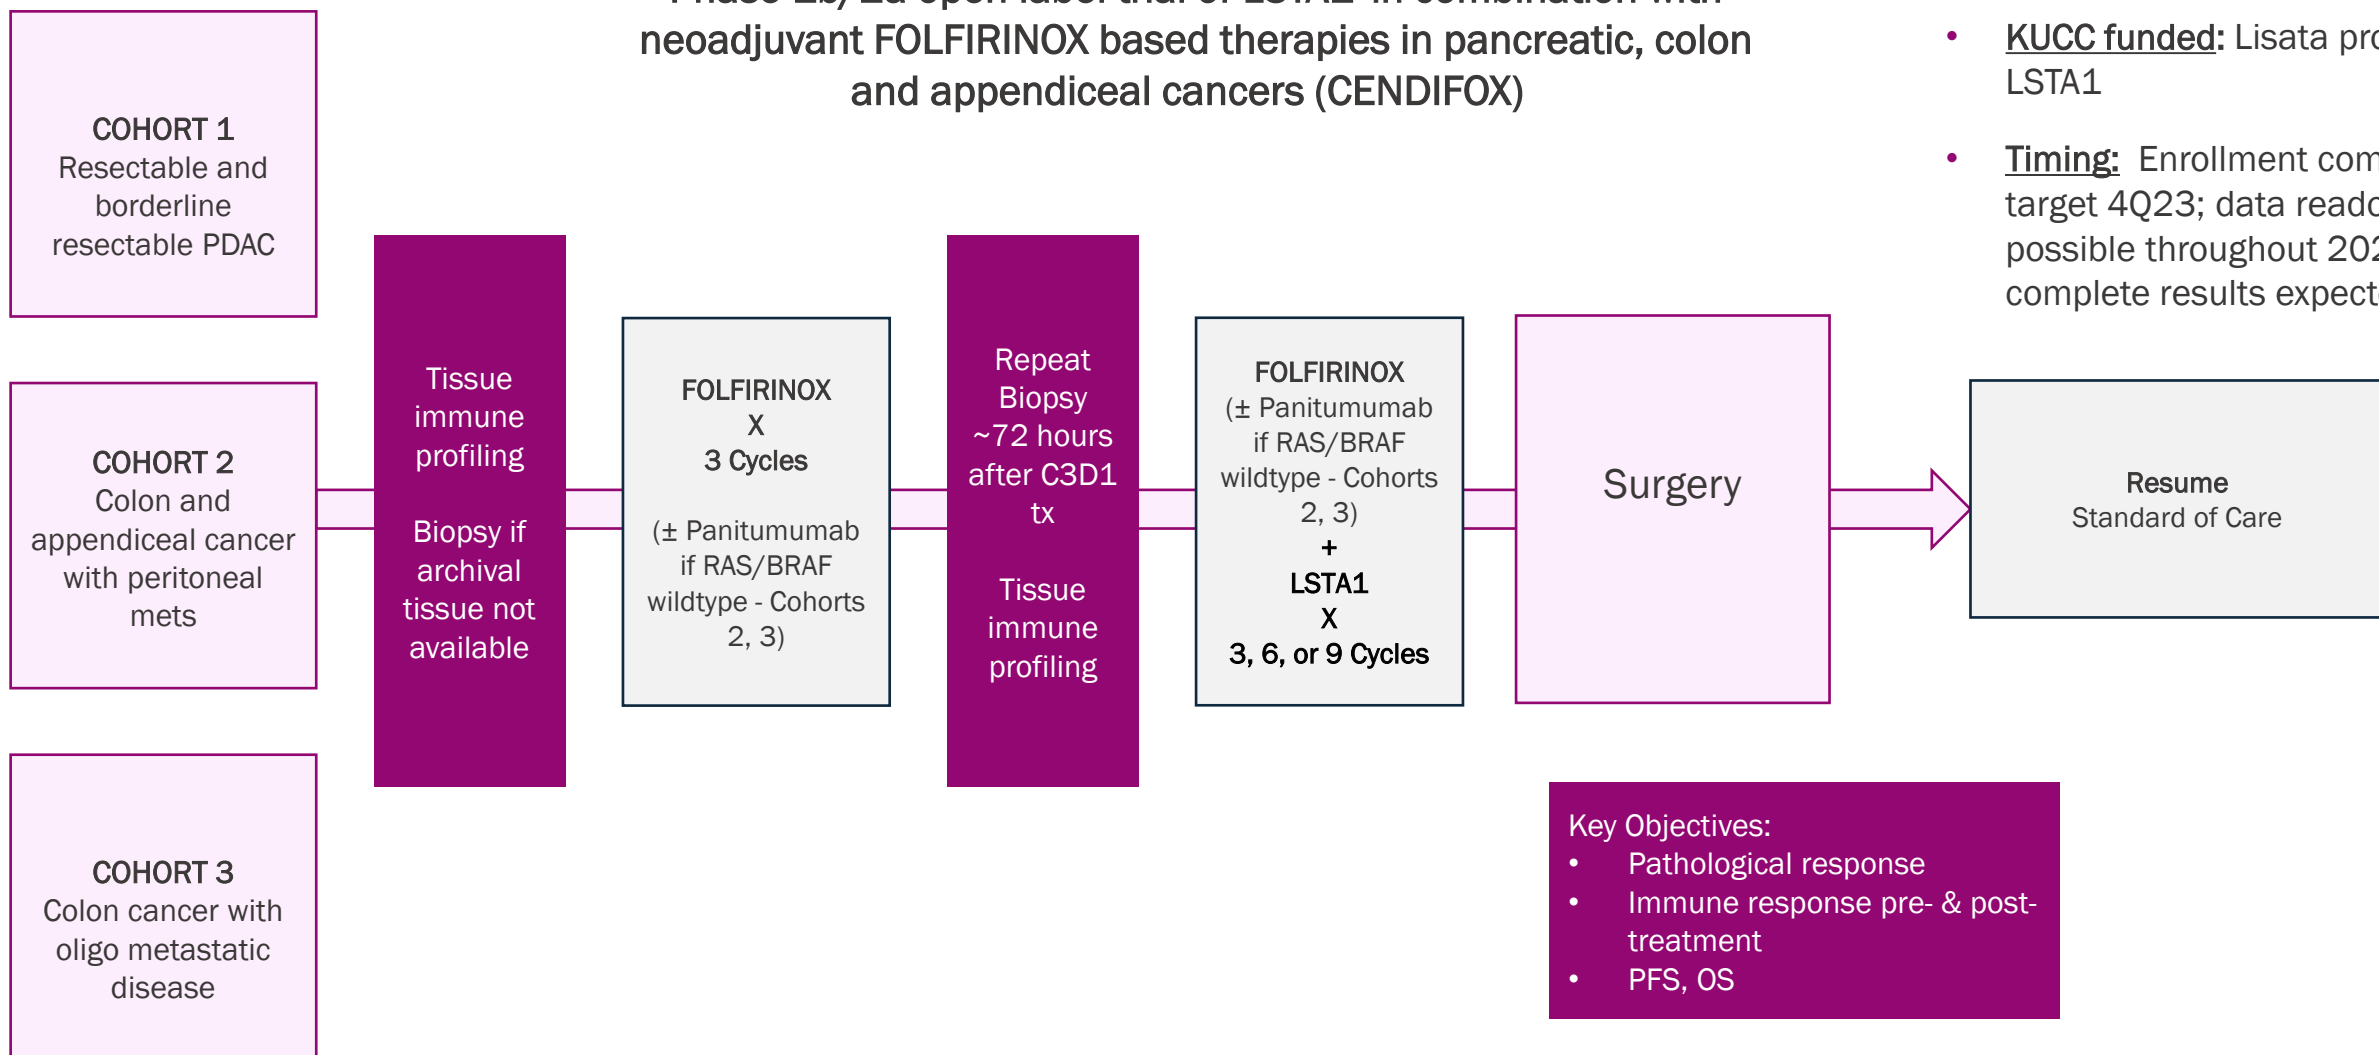 neoadjuvant FOLFIRINOX based therapies in pancreatic, colon
and appendiceal cancers (CENDIFOX)
• KUCC funded: Lisata
LSTA1
• Timing: Enrollment
target 4Q23; data
possible throughout
complete results
COHORT 1
Resectable and
borderline
resectable PDAC
COHORT 2
Colon and
appendiceal cancer
with peritoneal
mets
COHORT 3
Colon cancer with
oligo metastatic
disease
Tissue
immune
profiling
Biopsy if
archival
tissue not
available
FOLFIRINOX
X
3 Cycles
(± Panitumumab
if RAS/BRAF
wildtype - Cohorts
2, 3)
Repeat
Biopsy
~72 hours
after C3D1
tx
Tissue
immune
profiling
FOLFIRINOX
(± Panitumumab
if RAS/BRAF
wildtype - Cohorts
2, 3)
+
LSTA1
X
3, 6, or 9 Cycles
Surgery
Resume
Standard of Care
Key Objectives:
• Pathological response
• Immune response pre- & post-
treatment
• PFS, OS